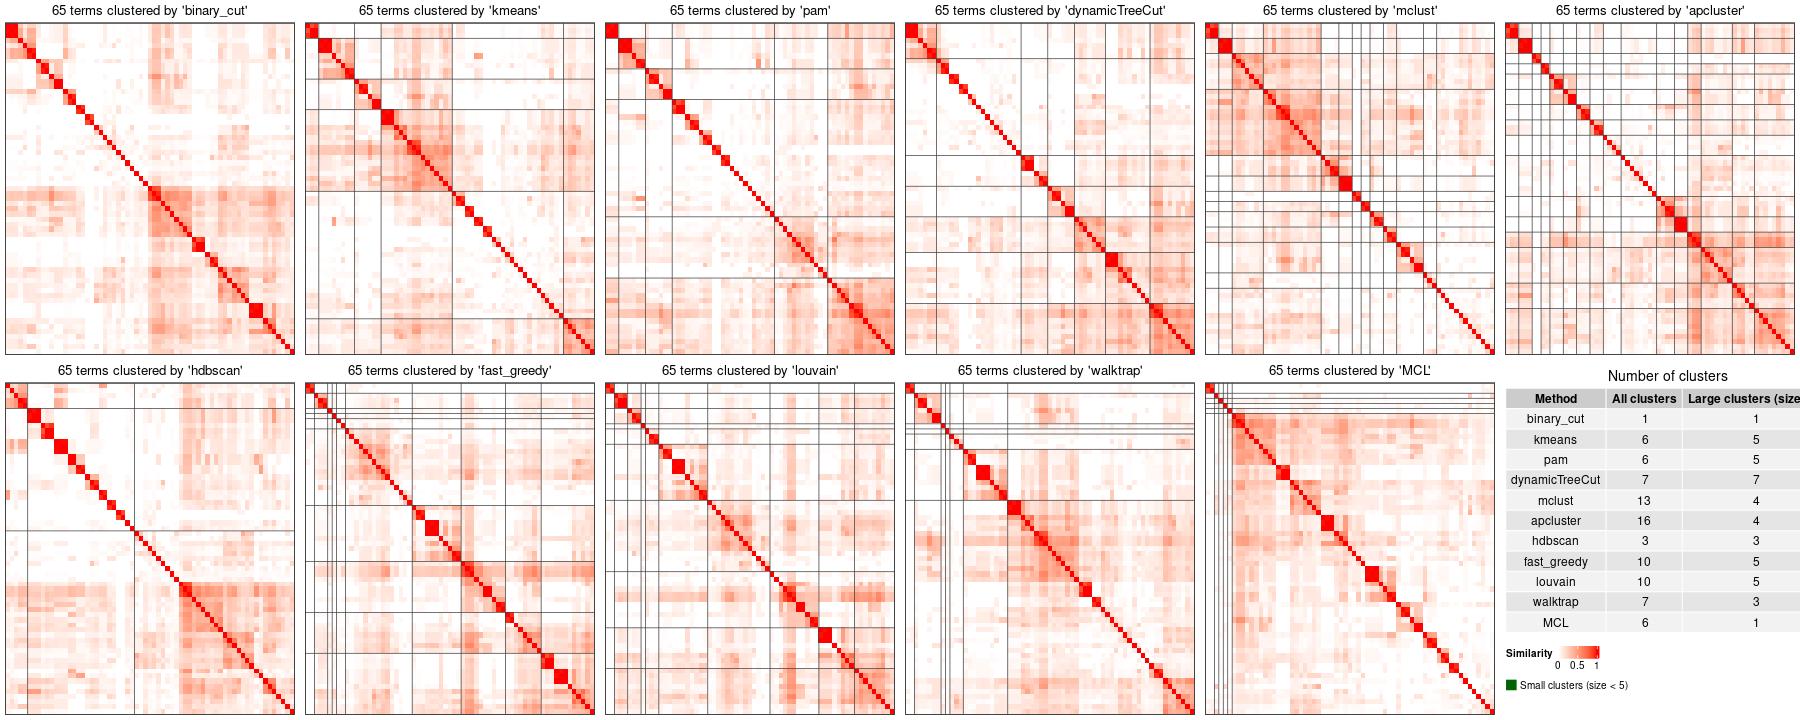 65 terms clustered by 'binary_cut'
65 terms clustered by 'kmeans'
65 terms clustered by 'pam'
65 terms clustered by 'dynamicTreeCut'
65 terms clustered by 'mclust'
65 terms clustered by 'apcluster'
65 terms clustered by 'hdbscan'
65 terms clustered by 'fast_greedy'
65 terms clustered by 'louvain'
65 terms clustered by 'walktrap'
65 terms clustered by 'MCL'
Number of clusters
Method All clusters Large clusters (size
binary_cut 1 1
kmeans 6 5
pam 6 5
dynamicTreeCut 7 7
mclust 13 4
apcluster 16 4
hdbscan 3 3
fast_greedy 10 5
louvain 10 5
walktrap 7 3
MCL 6 1
Similarity
0 0.5 1
Small clusters (size < 5)